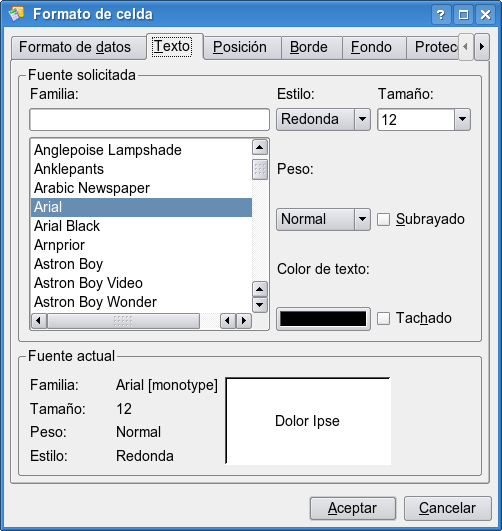 Formato de celda
Formato de datos Texto Posición Borde Fondo Protec
Fuente solicitada
Familia: Estilo: Tamaño:
Redonda 12
Anglepoise Lampshade
Anklepants
Peso:
Arabic Newspaper
Arial
Normal Subrayado
Arial Black
Arnprior
Astron Boy
Color de texto:
Astron Boy Video
Astron Boy Wonder
Tachado
Fuente actual
Familia: Arial [monotype]
Tamaño: 12
Dolor Ipse
Peso: Normal
Estilo: Redonda
Aceptar Cancelar